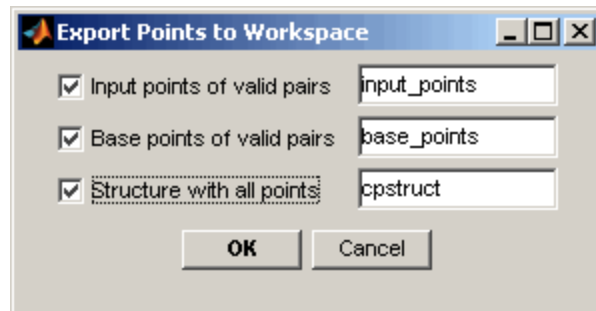 Export Points to Workspace
Input points of valid pairs input_points
Base points of valid pairs base_points
Structure with all points cpstruct
OK Cancel